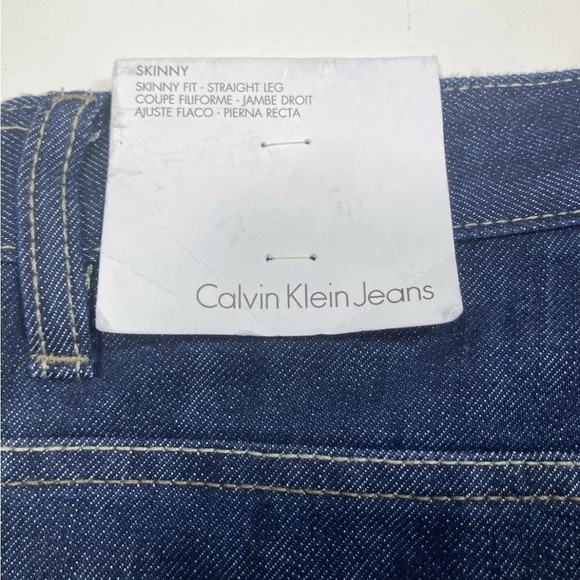 SKINNY
SKINNY FIT - STRAIGHT LEG
COUPE FILIFORME - JAMBE DROIT
AJUSTE FLACO - PIERNA RECTA
Calvin Klein Jeans